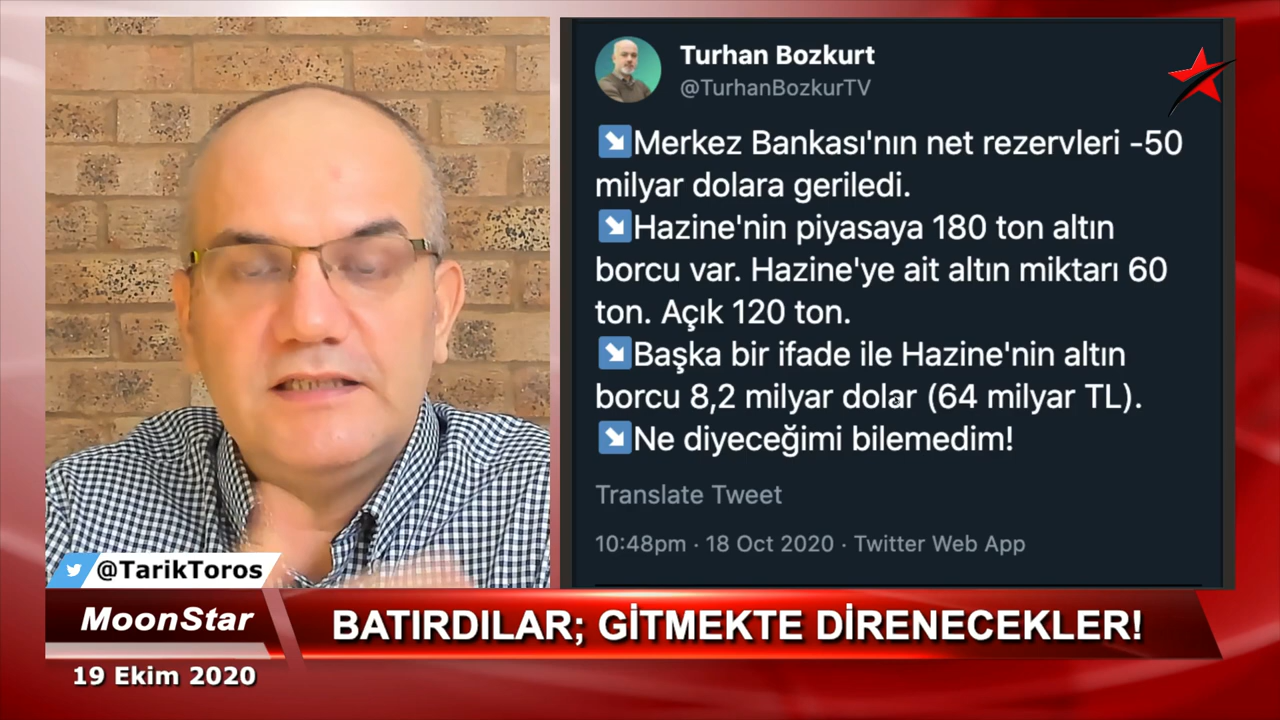 Turhan Bozkurt
@TurhanBozkurTV
Merkez Bankası'nın net rezervleri -50
milyar dolara geriledi.
Hazine'nin piyasaya 180 ton altın
borcu var. Hazine'ye ait altın miktarı 60
ton. Açık 120 ton.
Başka bir ifade ile Hazine'nin altın
borcu 8,2 milyar dolar (64 milyar TL).
Ne diyeceğimi bilemedim!
Translate Tweet
10:48pm · 18 Oct 2020 · Twitter Web App
@TarikToros
MoonStar
BATIRDILAR; GİTMEKTE DİRENECEKLER!
19 Ekim 2020